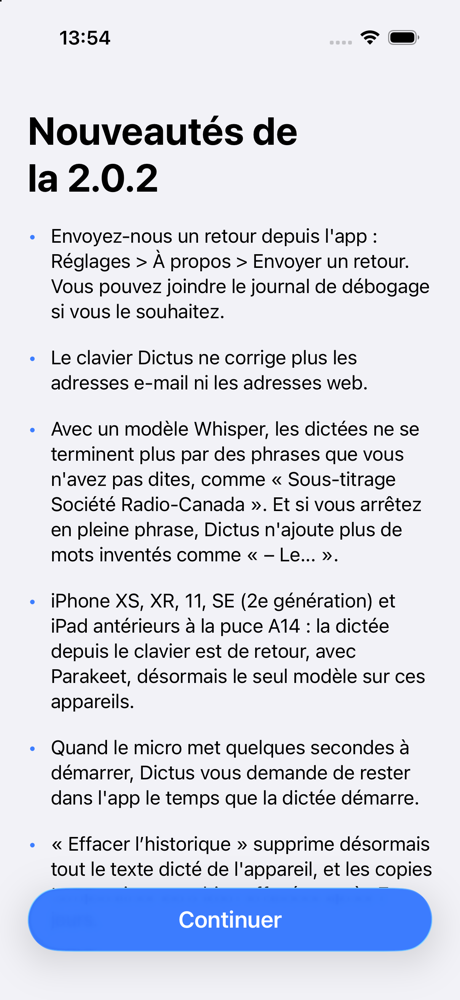 13:54
Nouveautés de
la 2.0.2
• Envoyez-nous un retour depuis l'app :
Réglages > À propos > Envoyer un retour.
Vous pouvez joindre le journal de débogage
si vous le souhaitez.
• Le clavier Dictus ne corrige plus les
adresses e-mail ni les adresses web.
• Avec un modèle Whisper, les dictées ne se
terminent plus par des phrases que vous
n'avez pas dites, comme « Sous-titrage
Société Radio-Canada ». Et si vous arrêtez
en pleine phrase, Dictus n'ajoute plus de
mots inventés comme « – Le... ».
• iPhone XS, XR, 11, SE (2e génération) et
iPad antérieurs à la puce A14 : la dictée
depuis le clavier est de retour, avec
Parakeet, désormais le seul modèle sur ces
appareils.
• Quand le micro met quelques secondes à
démarrer, Dictus vous demande de rester
dans l'app le temps que la dictée démarre.
• « Effacer l’historique » supprime désormais
tout le texte dicté de l'appareil, et les copies
Continuer